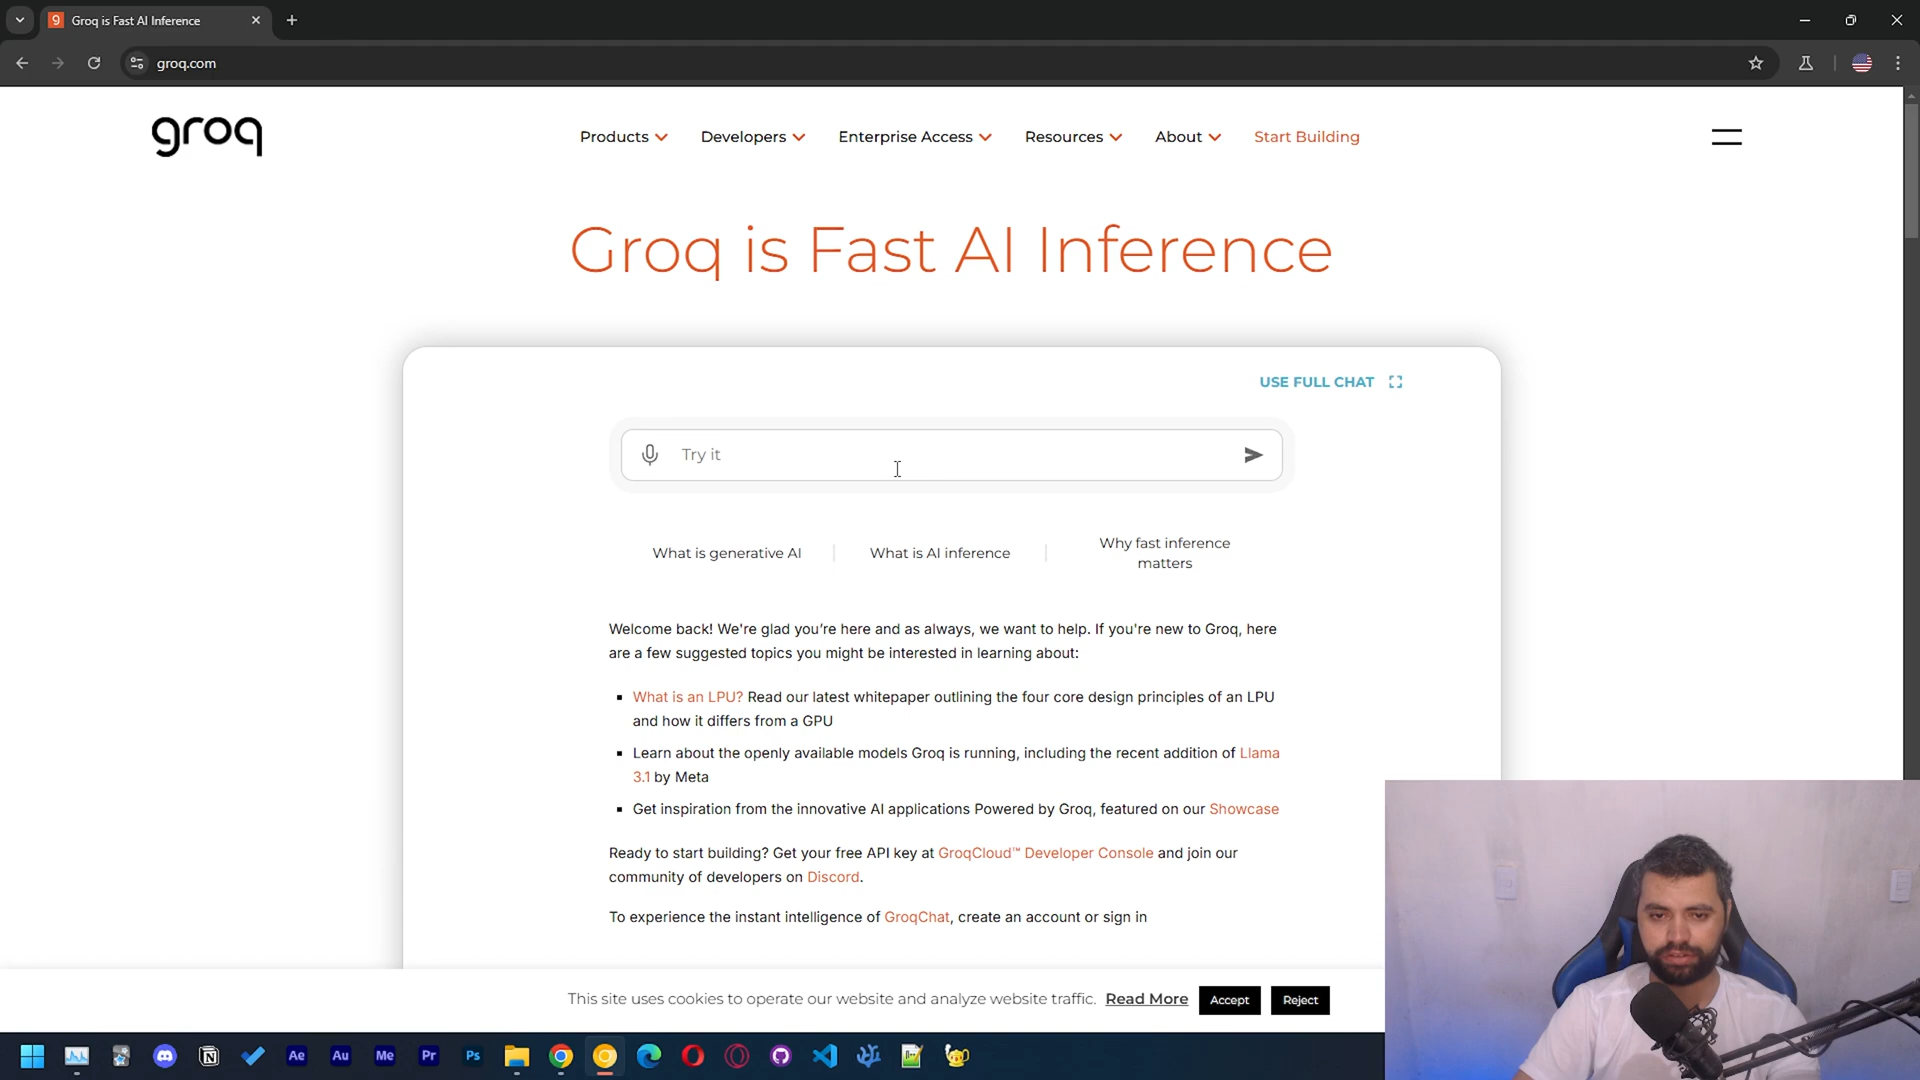 Groq is Fast AI Inference
groq.com
groq
Products
Developers
Enterprise Access
Resources
About
Start Building
Groq is Fast AI Inference
USE FULL CHAT
Try it
What is generative AI
What is AI inference
Why fast inference
matters
Welcome back! We're glad you're here and as always, we want to help. If you're new to Groq, here
are a few suggested topics you might be interested in learning about:
What is an LPU? Read our latest whitepaper outlining the four core design principles of an LPU
and how it differs from a GPU
Learn about the openly available models Groq is running, including the recent addition of Llama
3.1 by Meta
Get inspiration from the innovative AI applications Powered by Groq, featured on our Showcase
Ready to start building? Get your free API key at GroqCloud™ Developer Console and join our
community of developers on Discord.
To experience the instant intelligence of GroqChat, create an account or sign in
This site uses cookies to operate our website and analyze website traffic. Read More
Accept
Reject
Ae
Au
Me
Pr
Ps